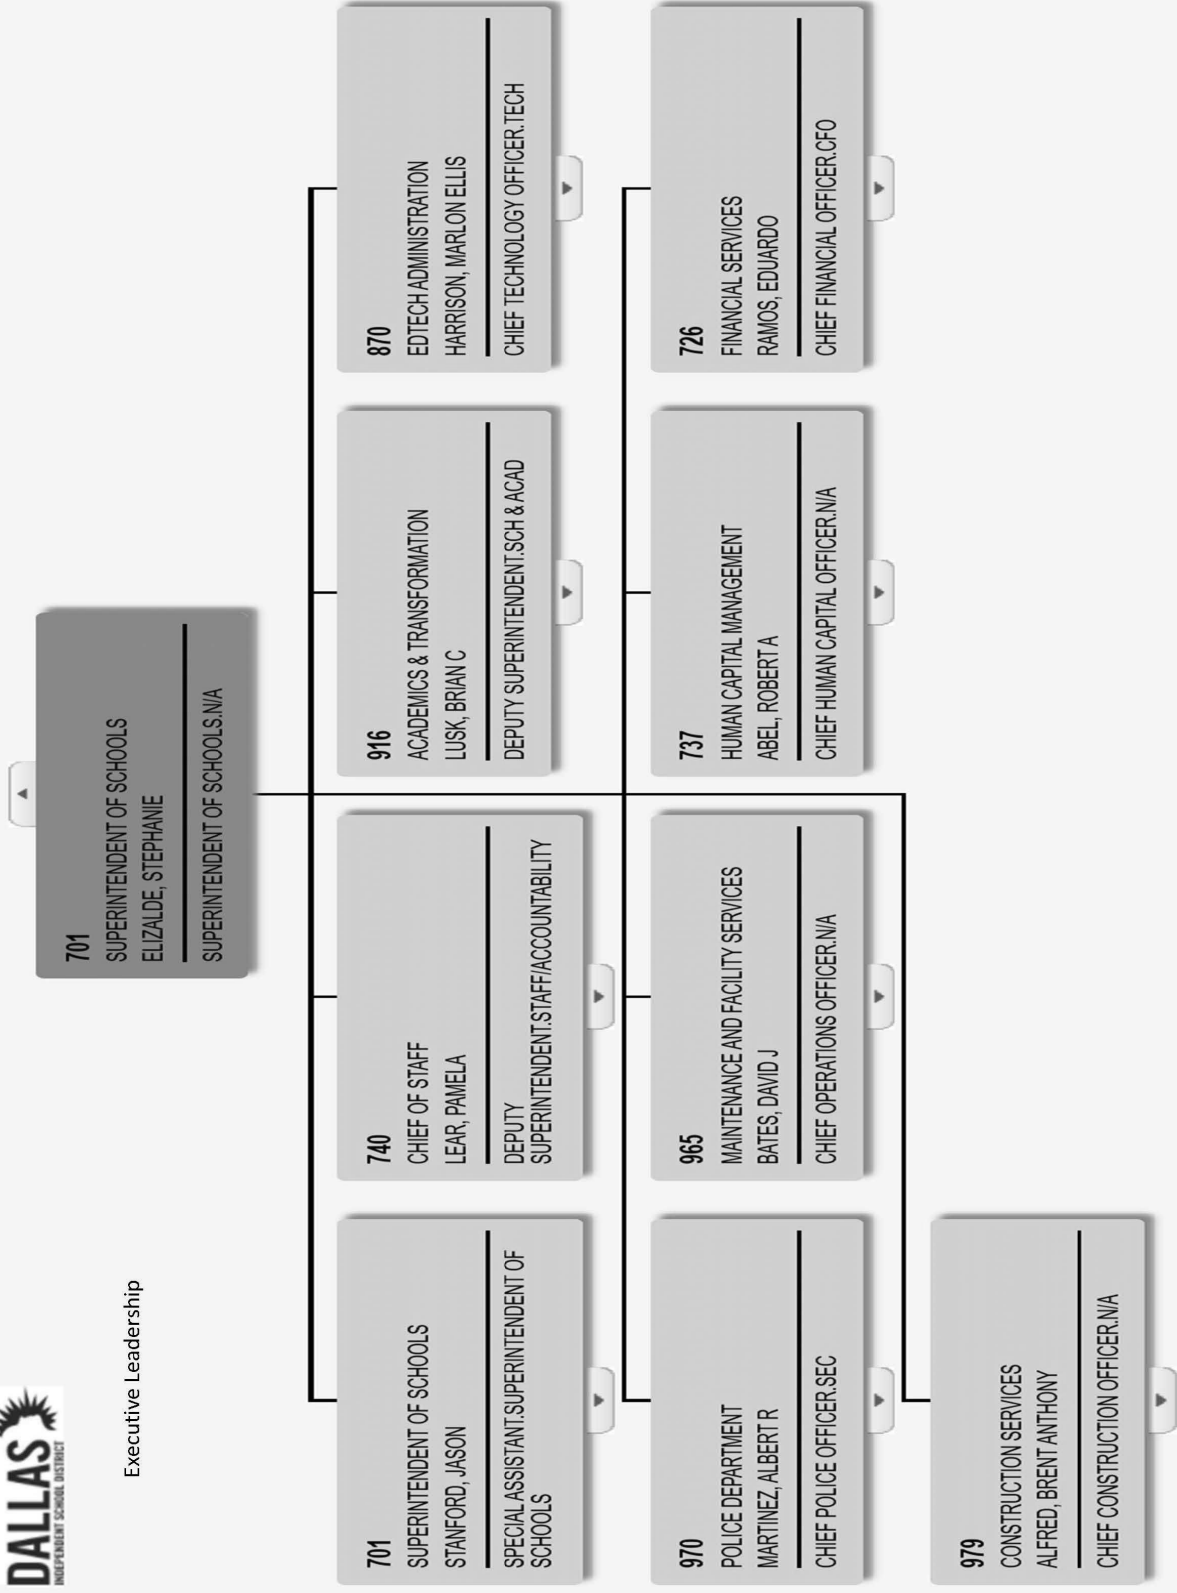 DALLAS
INDEPENDENT SCHOOL DISTRICT
Executive Leadership
701
SUPERINTENDENT OF SCHOOLS
ELIZALDE, STEPHANIE
SUPERINTENDENT OF SCHOOLS.N/A
701
SUPERINTENDENT OF SCHOOLS
STANFORD, JASON
SPECIAL ASSISTANT.SUPERINTENDENT OF
SCHOOLS
740
CHIEF OF STAFF
LEAR, PAMELA
DEPUTY
SUPERINTENDENT.STAFF/ACCOUNTABILITY
916
ACADEMICS & TRANSFORMATION
LUSK, BRIAN C
DEPUTY SUPERINTENDENT.SCH & ACAD
870
EDTECH ADMINISTRATION
HARRISON, MARLON ELLIS
CHIEF TECHNOLOGY OFFICER.TECH
970
POLICE DEPARTMENT
MARTINEZ, ALBERT R
CHIEF POLICE OFFICER.SEC
965
MAINTENANCE AND FACILITY SERVICES
BATES, DAVID J
CHIEF OPERATIONS OFFICER.N/A
737
HUMAN CAPITAL MANAGEMENT
ABEL, ROBERT A
CHIEF HUMAN CAPITAL OFFICER.N/A
726
FINANCIAL SERVICES
RAMOS, EDUARDO
CHIEF FINANCIAL OFFICER.CFO
979
CONSTRUCTION SERVICES
ALFRED, BRENT ANTHONY
CHIEF CONSTRUCTION OFFICER.N/A